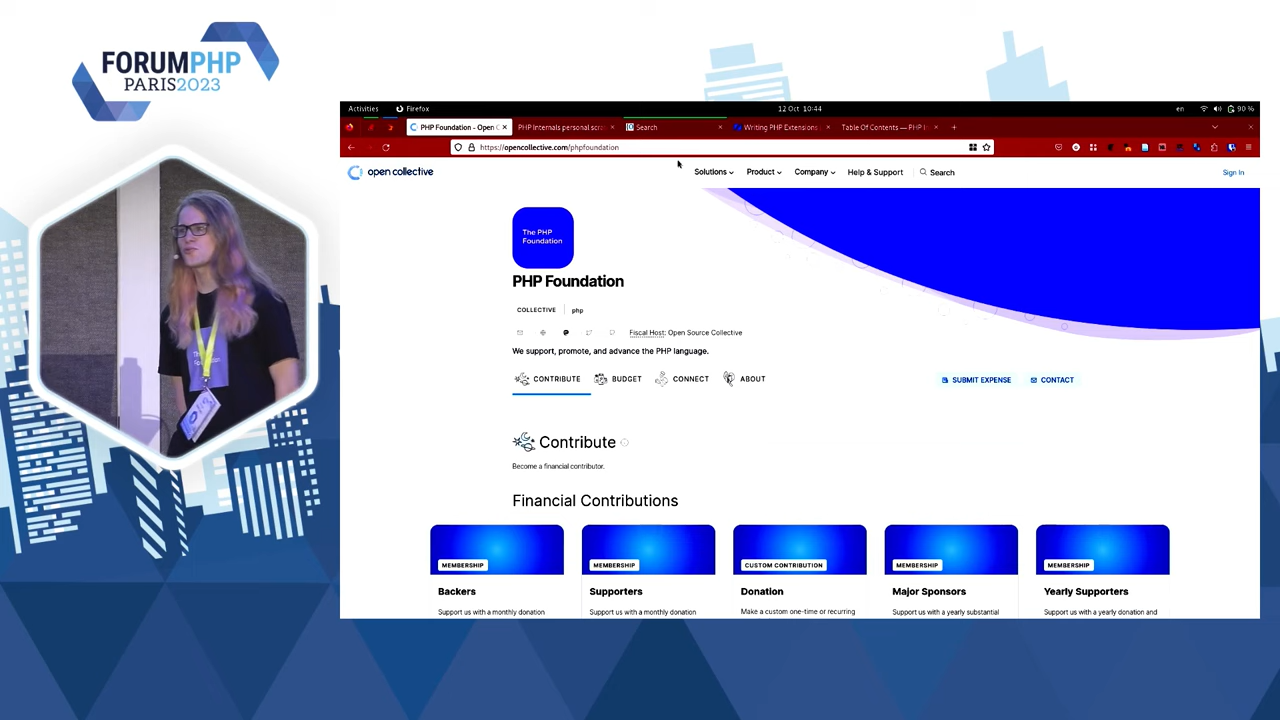 FORUMPHP
PARIS2023
Activities Firefox 12 Oct 10:44 en 90 %
PHP Foundation - Open C PHP Internals personal scra Search Writing PHP Extensions Table Of Contents — PHP I
https://opencollective.com/phpfoundation
open collective Solutions Product Company Help & Support Search Sign In
The PHP
Foundation
PHP Foundation
COLLECTIVE php
Fiscal Host: Open Source Collective
We support, promote, and advance the PHP language.
CONTRIBUTE BUDGET CONNECT ABOUT SUBMIT EXPENSE CONTACT
Contribute
Become a financial contributor.
Financial Contributions
MEMBERSHIP MEMBERSHIP CUSTOM CONTRIBUTION MEMBERSHIP MEMBERSHIP
Backers Supporters Donation Major Sponsors Yearly Supporters
Support us with a monthly donation Support us with a monthly donation Make a custom one-time or recurring Support us with a yearly substantial Support us with a yearly donation and